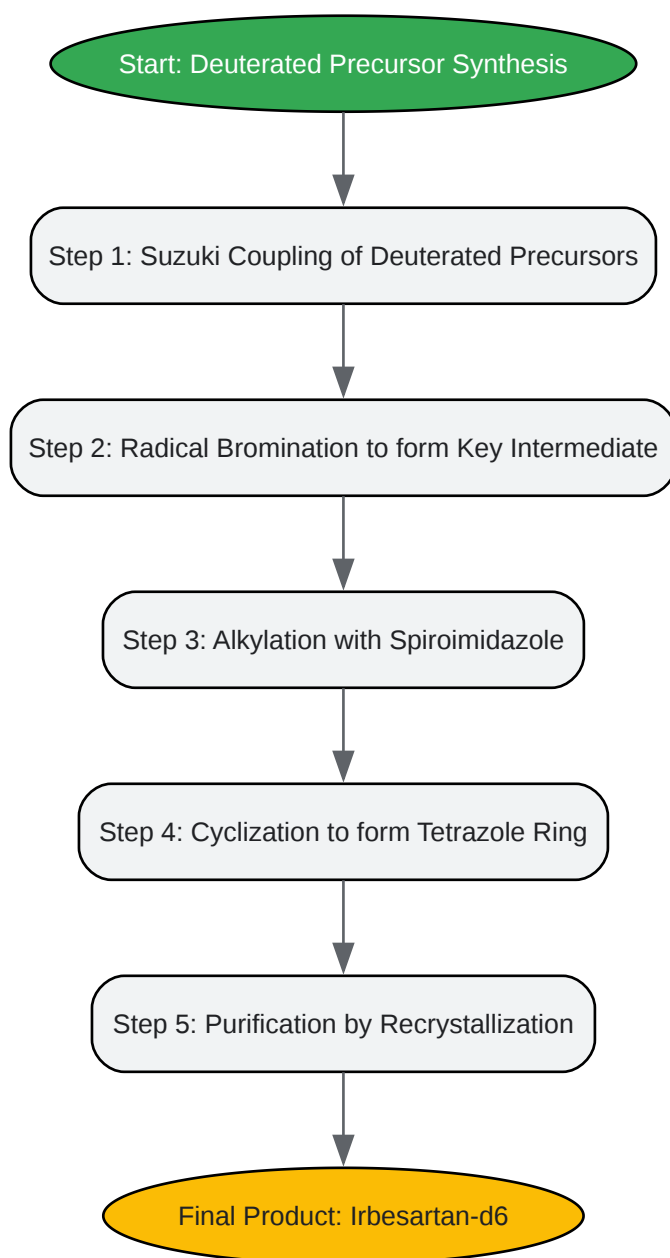 Start: Deuterated Precursor Synthesis
Step 1: Suzuki Coupling of Deuterated Precursors
Step 2: Radical Bromination to form Key Intermediate
Step 3: Alkylation with Spiroimidazole
Step 4: Cyclization to form Tetrazole Ring
Step 5: Purification by Recrystallization
Final Product: Irbesartan-d6